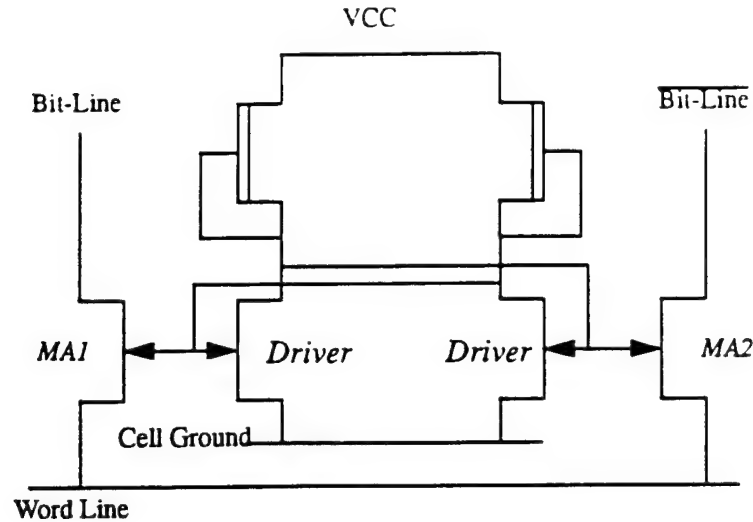 VCC
Bit-Line
Bit-Line
MA1
Driver
Driver
MA2
Cell Ground
Word Line